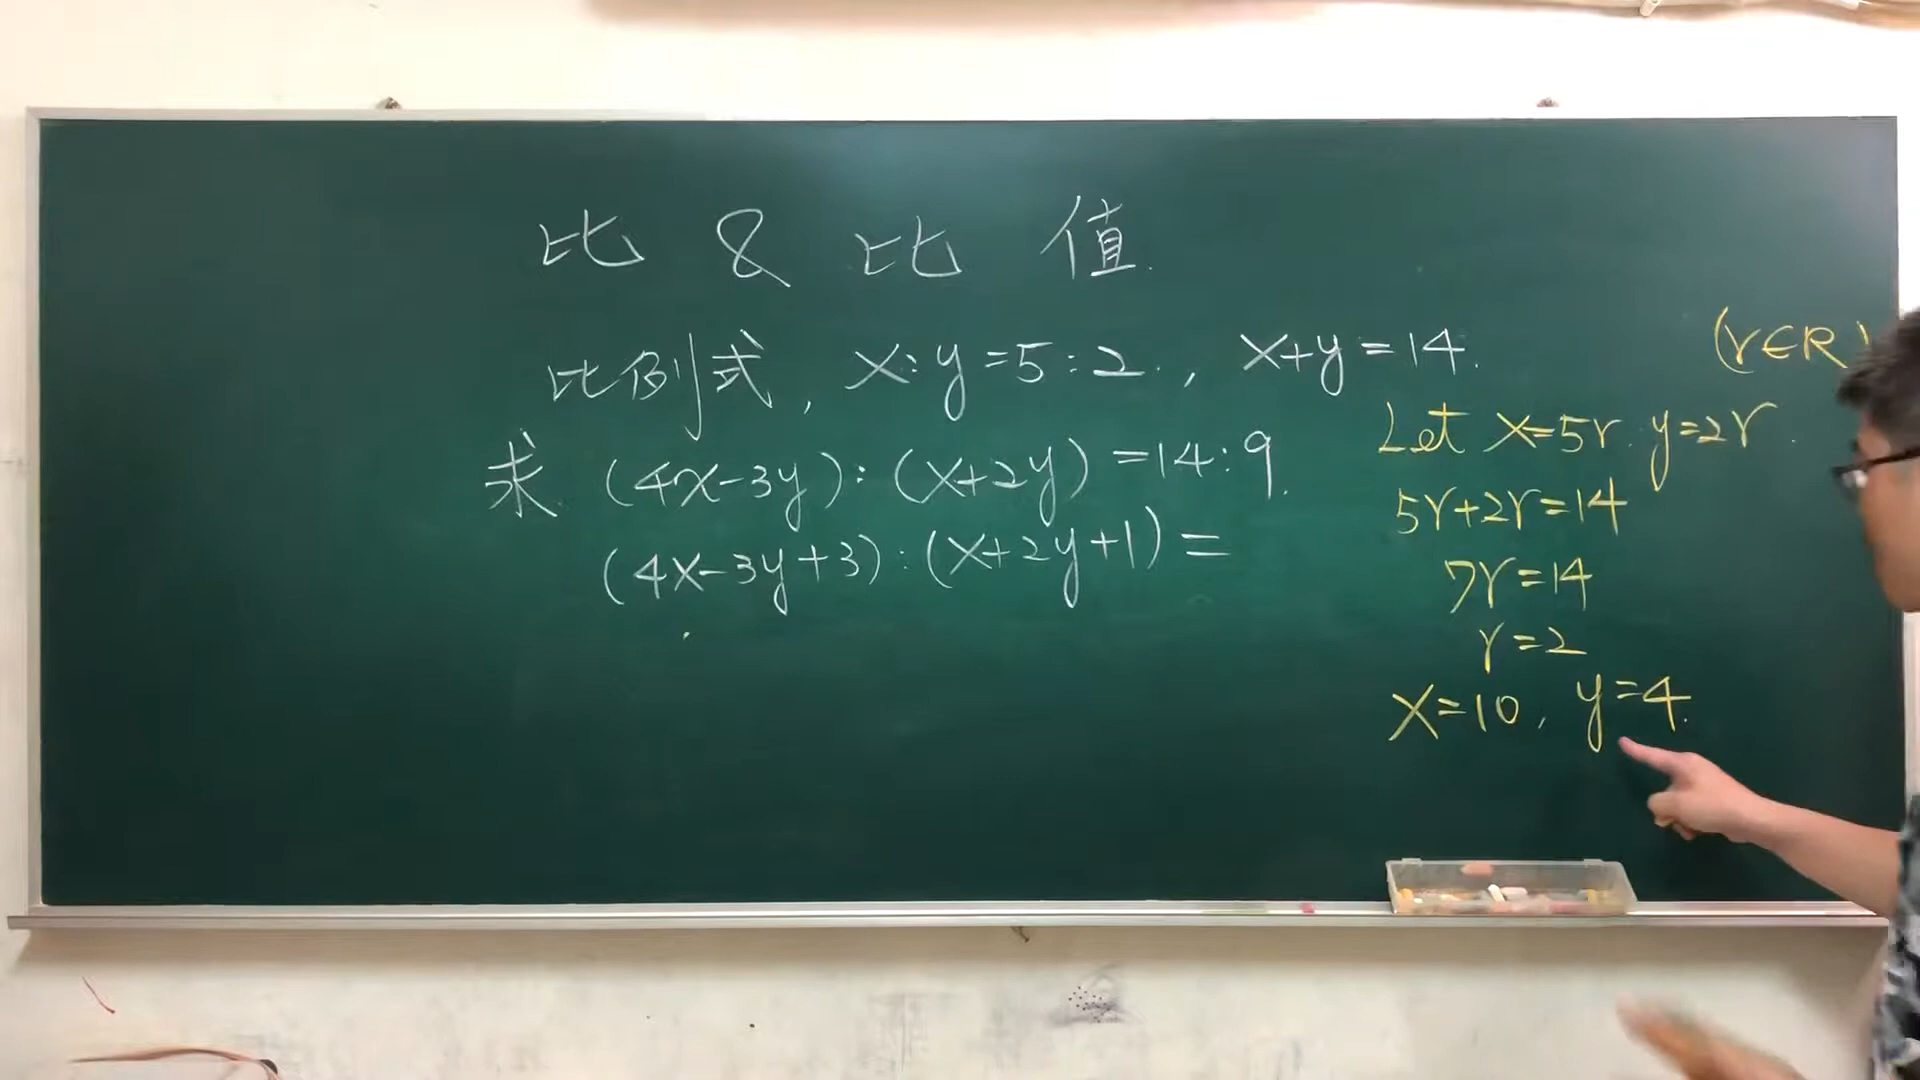 比 & 比 值.
比例式, x:y=5:2., x+y=14.
求 (4x-3y):(x+2y)=14:9.
(4x-3y+3):(x+2y+1)=
(r∈R)
Let x=5r. y=2r.
5r+2r=14
7r=14
r=2
x=10, y=4.